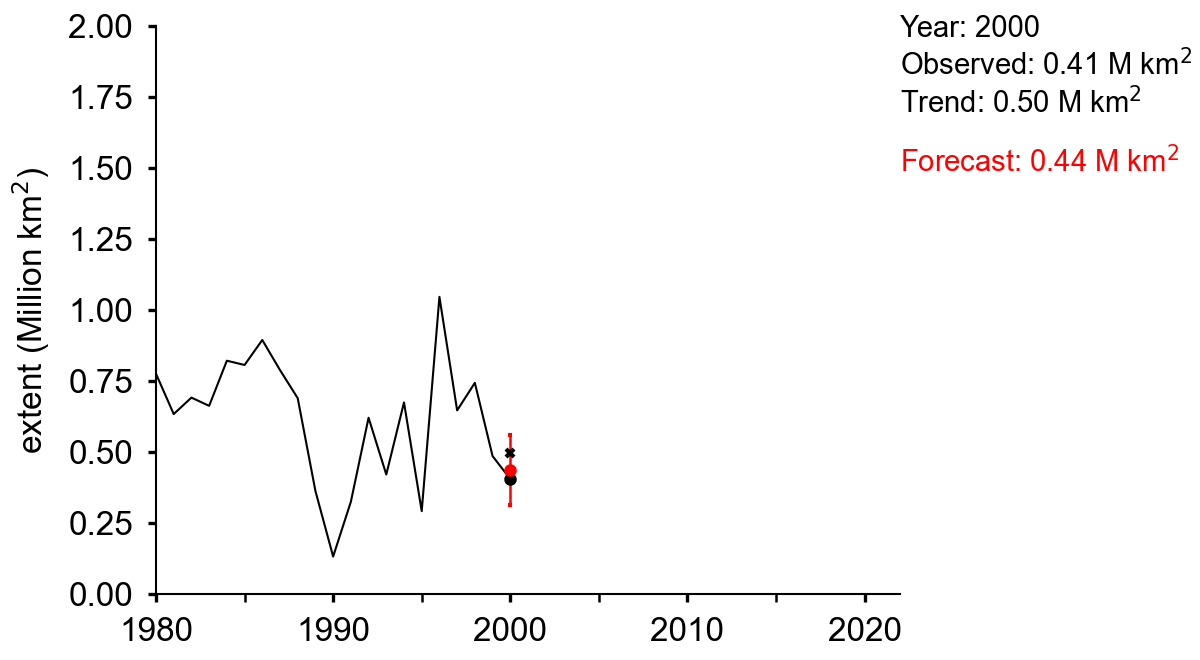 2.00
1.75
1.50
1.25
1.00
0.75
0.50
0.25
0.00
extent (Million km²)
1980 1990 2000 2010 2020
Year: 2000
Observed: 0.41 M km²
Trend: 0.50 M km²
Forecast: 0.44 M km²